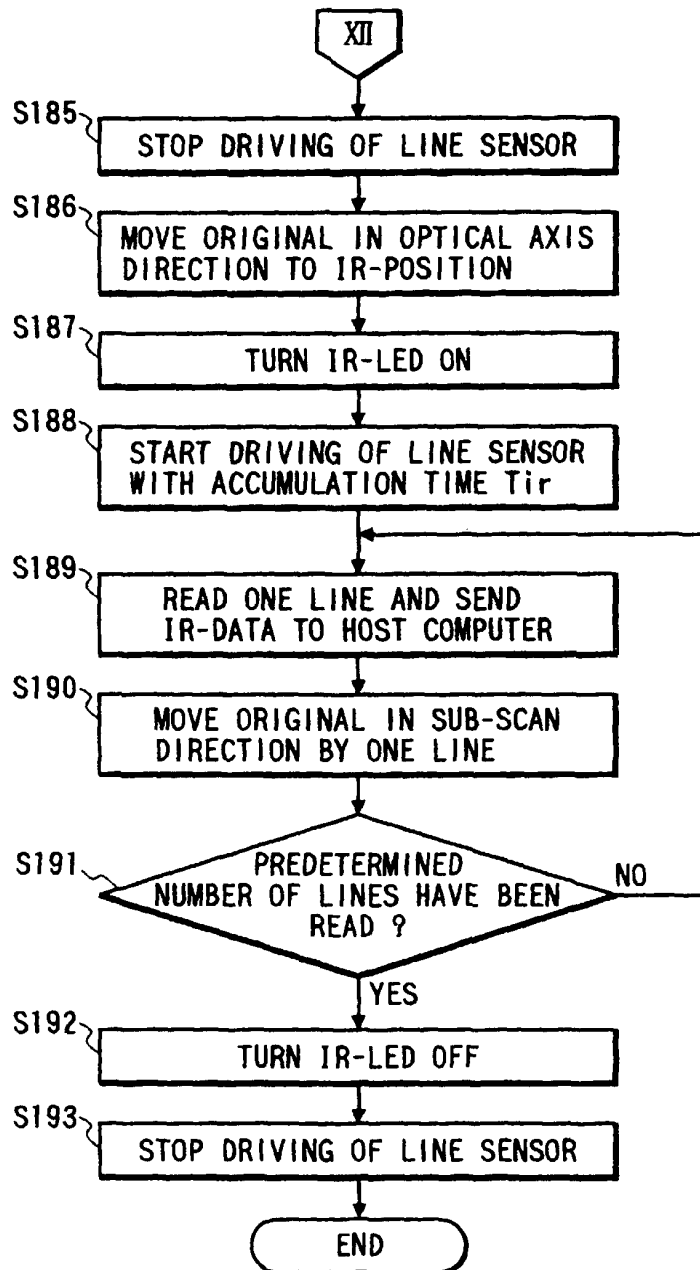 XII
S185
STOP DRIVING OF LINE SENSOR
S186
MOVE ORIGINAL IN OPTICAL AXIS
DIRECTION TO IR-POSITION
S187
TURN IR-LED ON
S188
START DRIVING OF LINE SENSOR
WITH ACCUMULATION TIME Tir
S189
READ ONE LINE AND SEND
IR-DATA TO HOST COMPUTER
S190
MOVE ORIGINAL IN SUB-SCAN
DIRECTION BY ONE LINE
S191
PREDETERMINED
NUMBER OF LINES HAVE BEEN
READ ?
NO
YES
S192
TURN IR-LED OFF
S193
STOP DRIVING OF LINE SENSOR
END